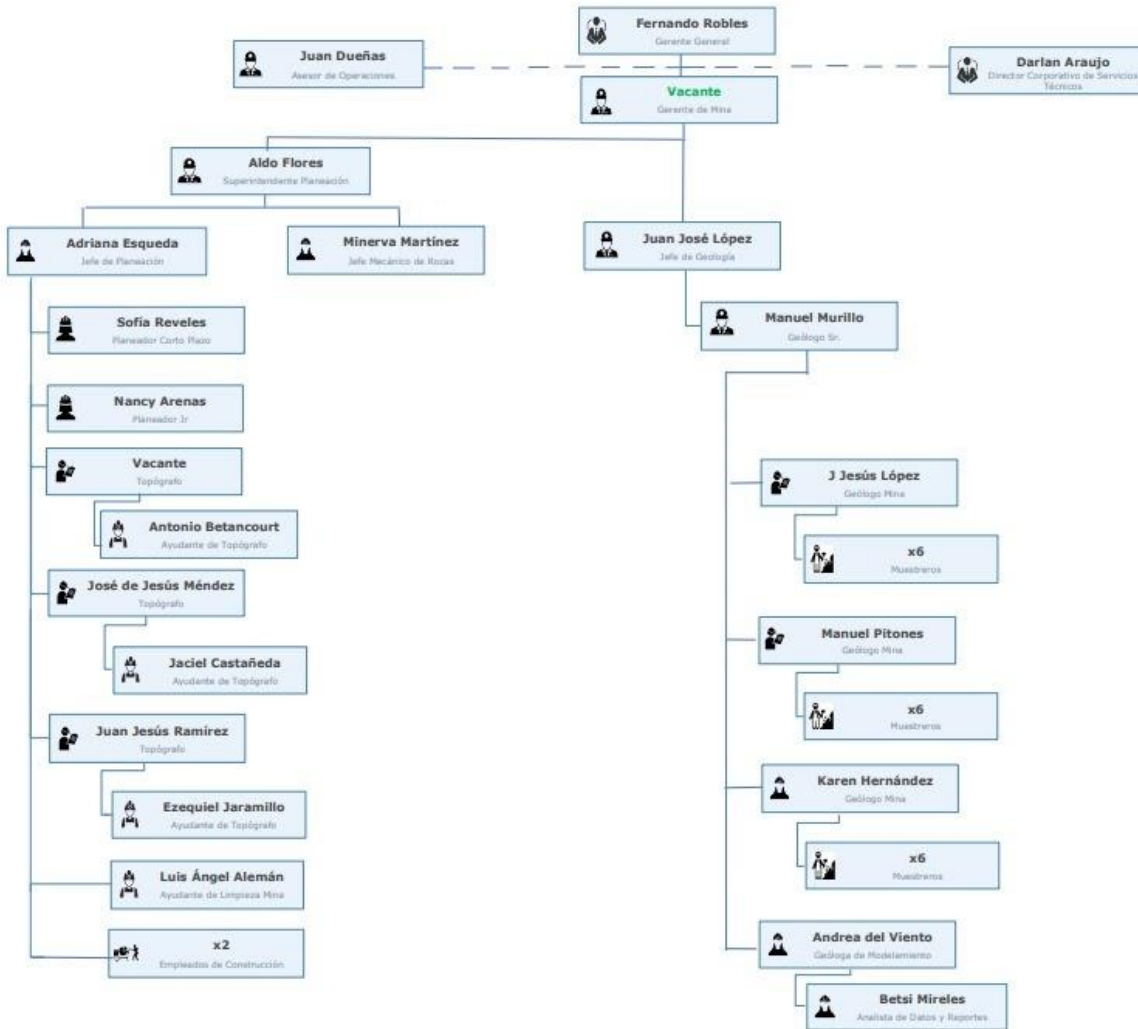 Fernando Robles
Gerente General
Juan Dueñas
Asesor de Operaciones
Darlan Araujo
Director Corporativo de Servicios
Técnicos
Vacante
Gerente de Mina
Aldo Flores
Superintendente Planeación
Adriana Esqueda
Jefe de Planeación
Minerva Martínez
Jefe Mecánico de Rocas
Sofía Reveles
Planeador Corto Plazo
Nancy Arenas
Planeador Jr
Vacante
Topógrafo
Antonio Betancourt
Ayudante de Topógrafo
José de Jesús Méndez
Topógrafo
Jaciel Castañeda
Ayudante de Topógrafo
Juan Jesús Ramírez
Topógrafo
Ezequiel Jaramillo
Ayudante de Topógrafo
Luis Ángel Alemán
Ayudante de Limpieza Mina
x2
Empleados de Construcción
Juan José López
Jefe de Geología
Manuel Murillo
Geólogo Sr.
J Jesús López
Geólogo Mina
x6
Muestreros
Manuel Pitones
Geólogo Mina
x6
Muestreros
Karen Hernández
Geólogo Mina
x6
Muestreros
Andrea del Viento
Geóloga de Modelamiento
Betsi Mireles
Analista de Datos y Reportes